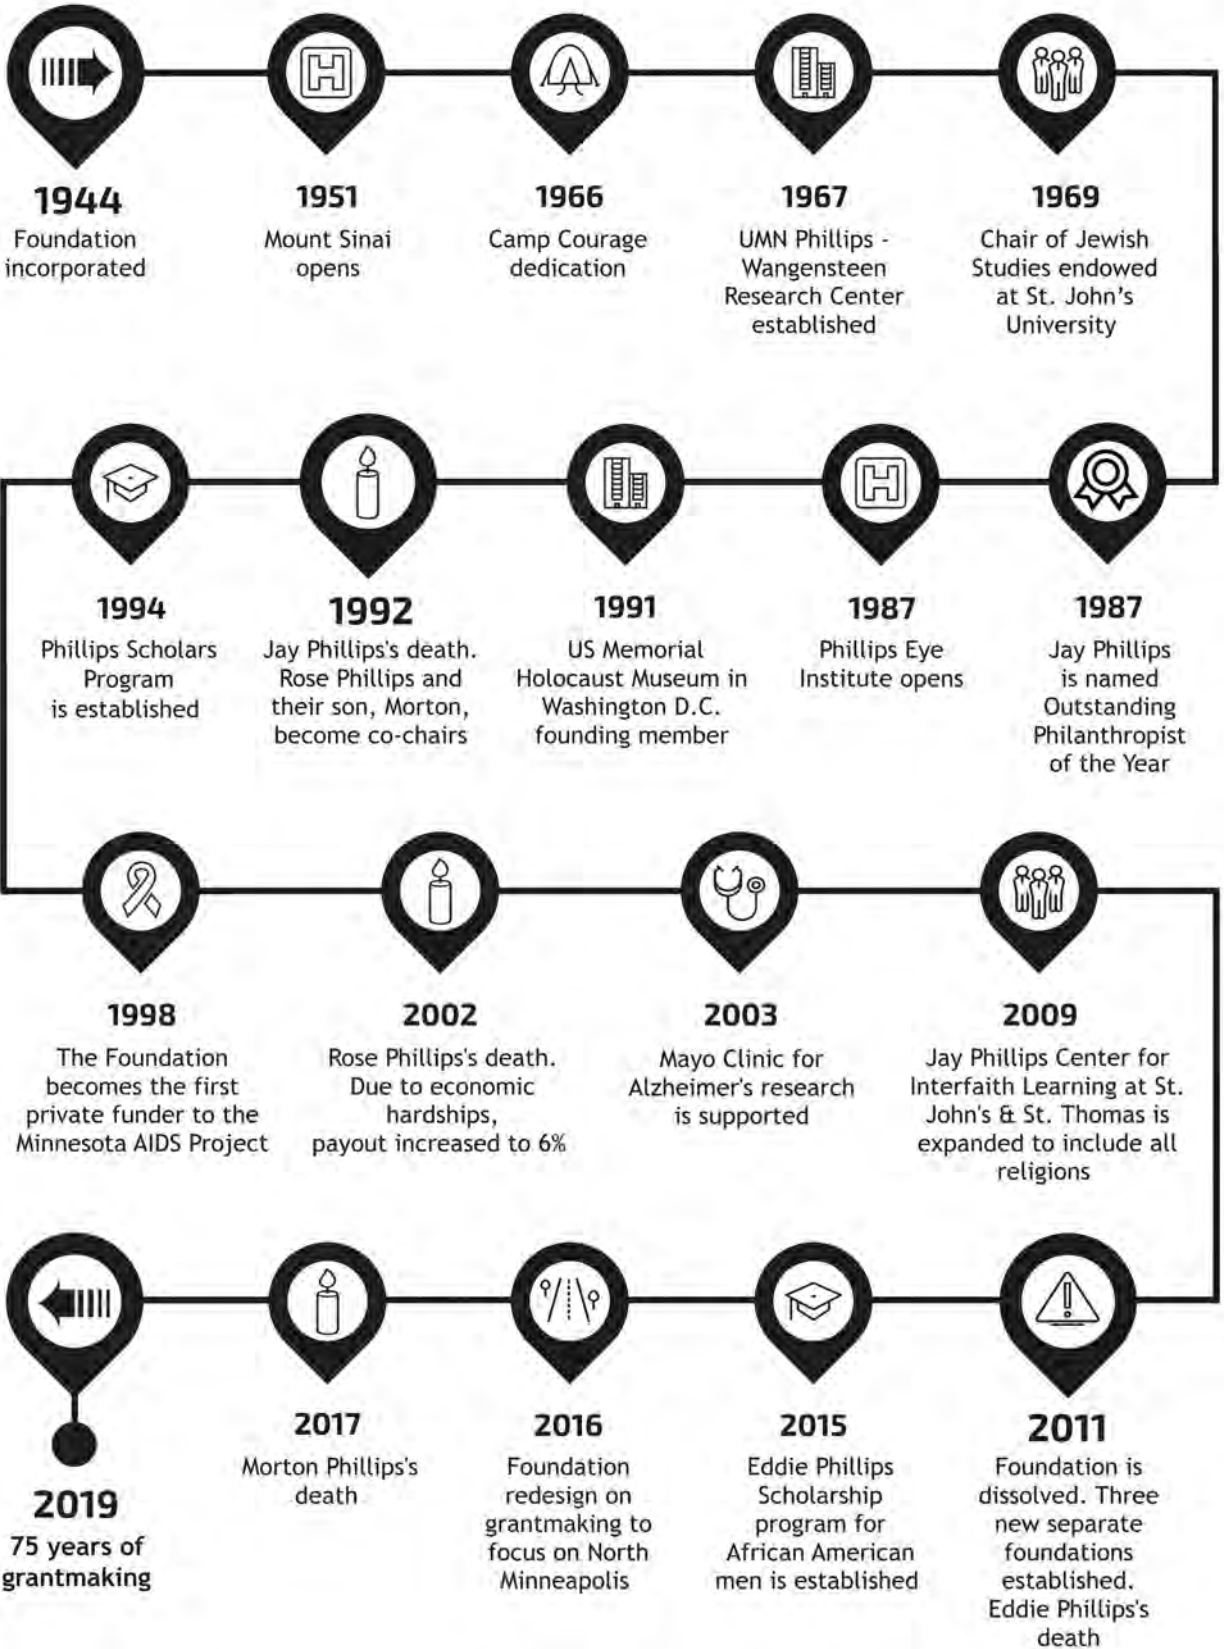 1944
Foundation
incorporated
1951
Mount Sinai
opens
1966
Camp Courage
dedication
1967
UMN Phillips -
Wangensteen
Research Center
established
1969
Chair of Jewish
Studies endowed
at St. John's
University
1987
Jay Phillips
is named
Outstanding
Philanthropist
of the Year
1987
Phillips Eye
Institute opens
1991
US Memorial
Holocaust Museum in
Washington D.C.
founding member
1992
Jay Phillips's death.
Rose Phillips and
their son, Morton,
become co-chairs
1994
Phillips Scholars
Program
is established
1998
The Foundation
becomes the first
private funder to the
Minnesota AIDS Project
2002
Rose Phillips's death.
Due to economic
hardships,
payout increased to 6%
2003
Mayo Clinic for
Alzheimer's research
is supported
2009
Jay Phillips Center for
Interfaith Learning at St.
John's & St. Thomas is
expanded to include all
religions
2011
Foundation is
dissolved. Three
new separate
foundations
established.
Eddie Phillips's
death
2015
Eddie Phillips
Scholarship
program for
African American
men is established
2016
Foundation
redesign on
grantmaking to
focus on North
Minneapolis
2017
Morton Phillips's
death
2019
75 years of
grantmaking